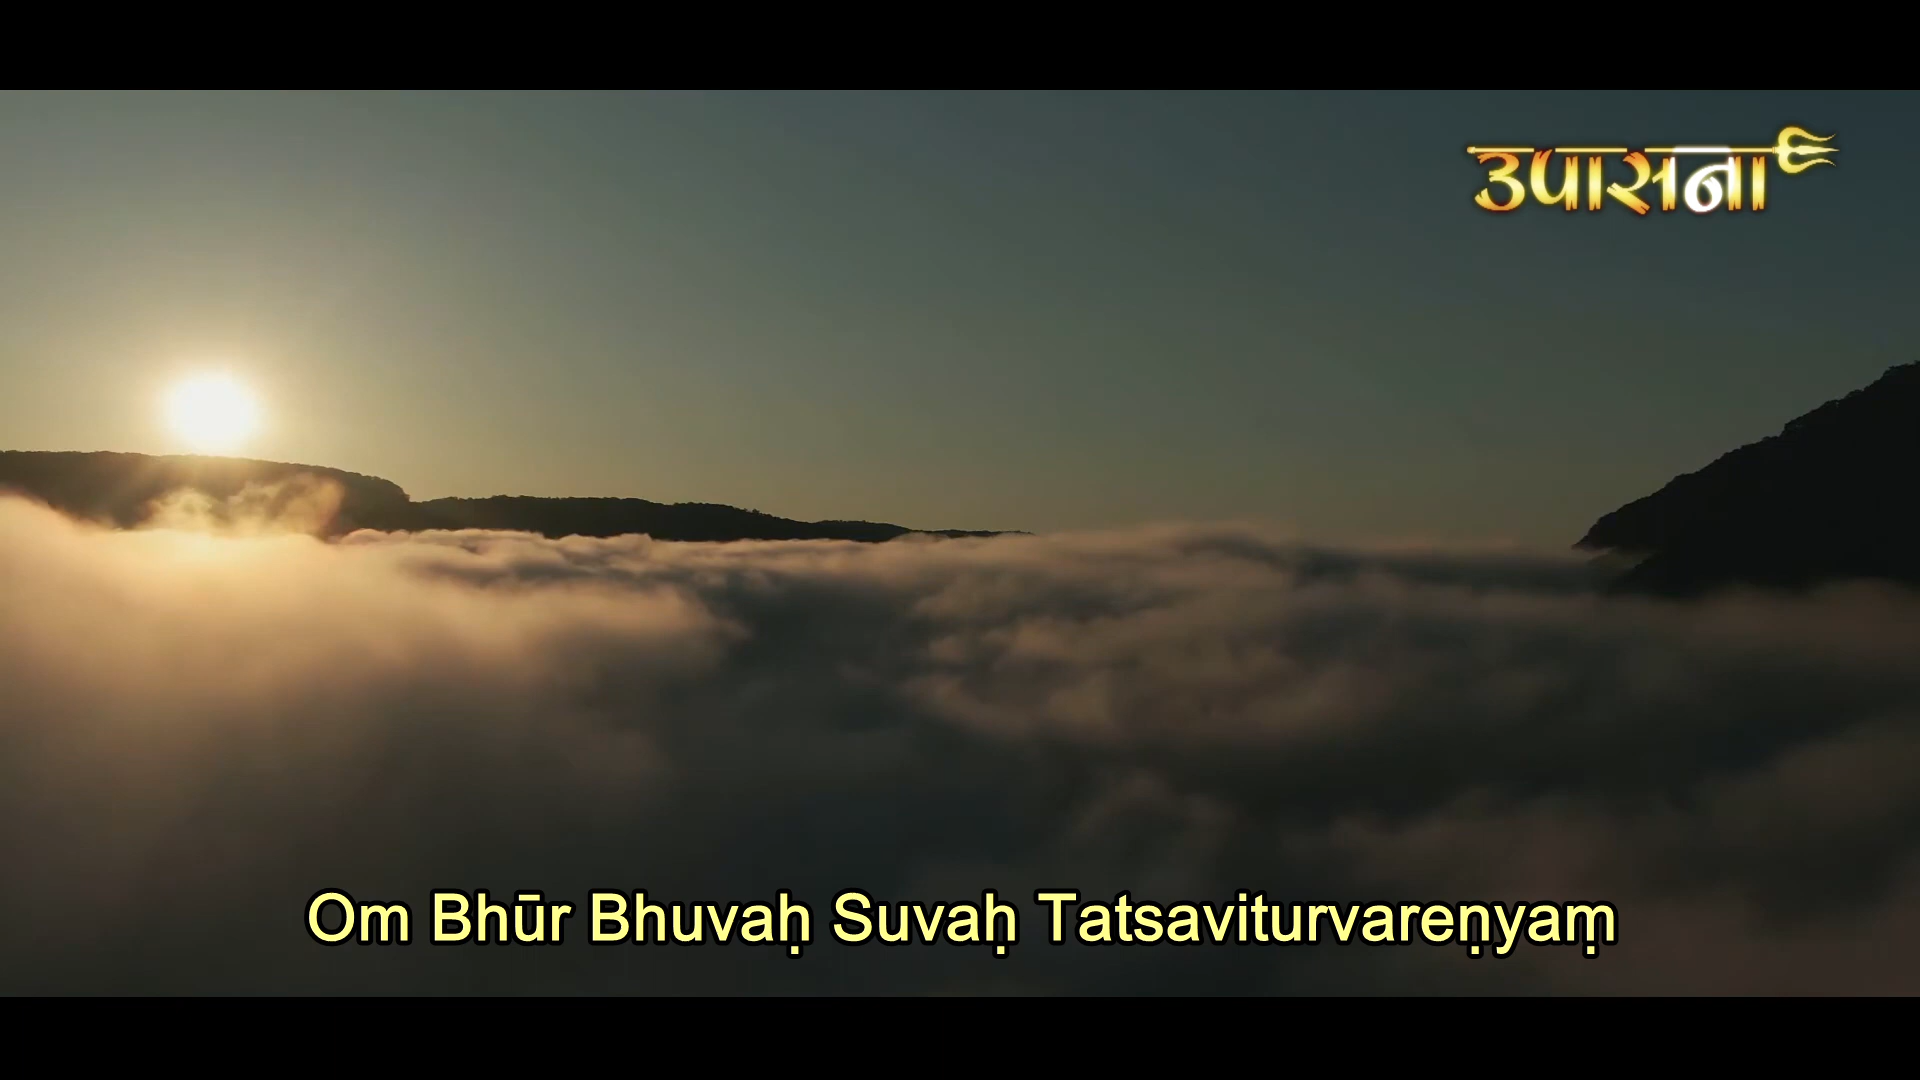 उपासना
Om Bhūr Bhuvaḥ Suvaḥ Tatsaviturvareṇyaṃ